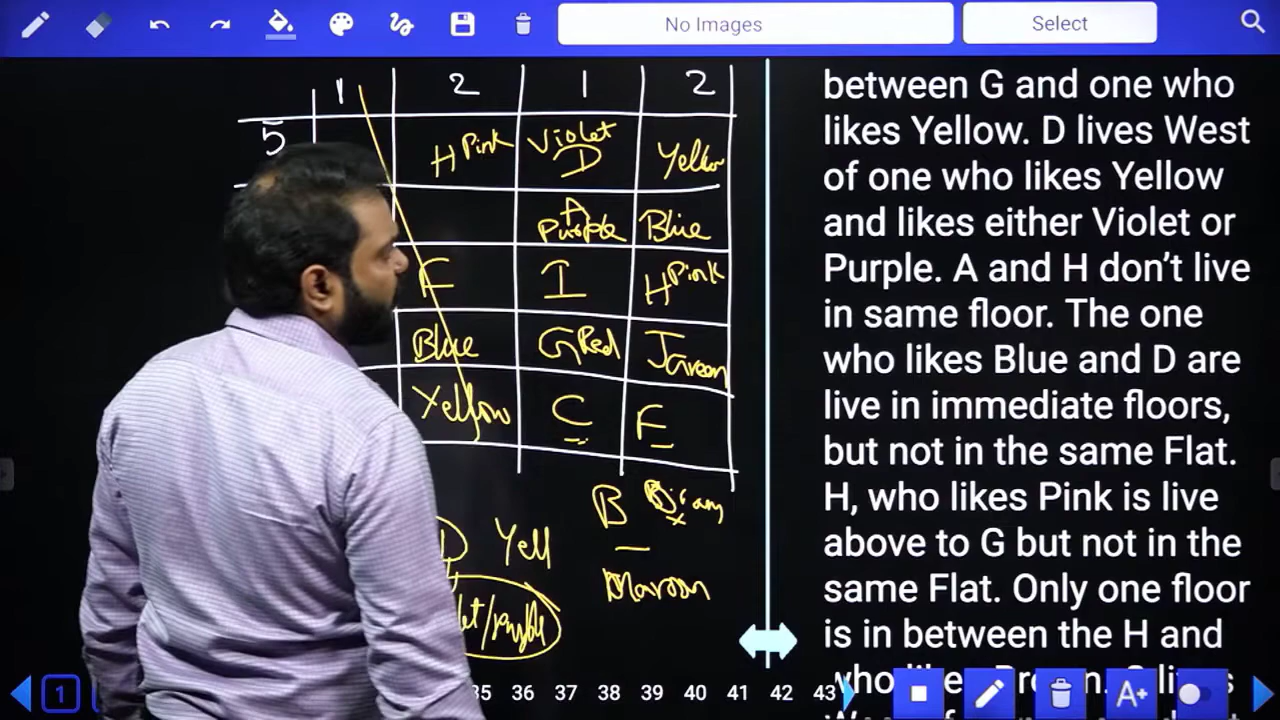 No Images
Select
1 2 1 2
5 H Pink Violet D Yellow
A Purple Blue
F I H Pink
Blue G Red J Green
Yellow C F
B
D Yell
Maroon
between G and one who
likes Yellow. D lives West
of one who likes Yellow
and likes either Violet or
Purple. A and H don’t live
in same floor. The one
who likes Blue and D are
live in immediate floors,
but not in the same Flat.
H, who likes Pink is live
above to G but not in the
same Flat. Only one floor
is in between the H and
1 35 36 37 38 39 40 41 42 43
A+